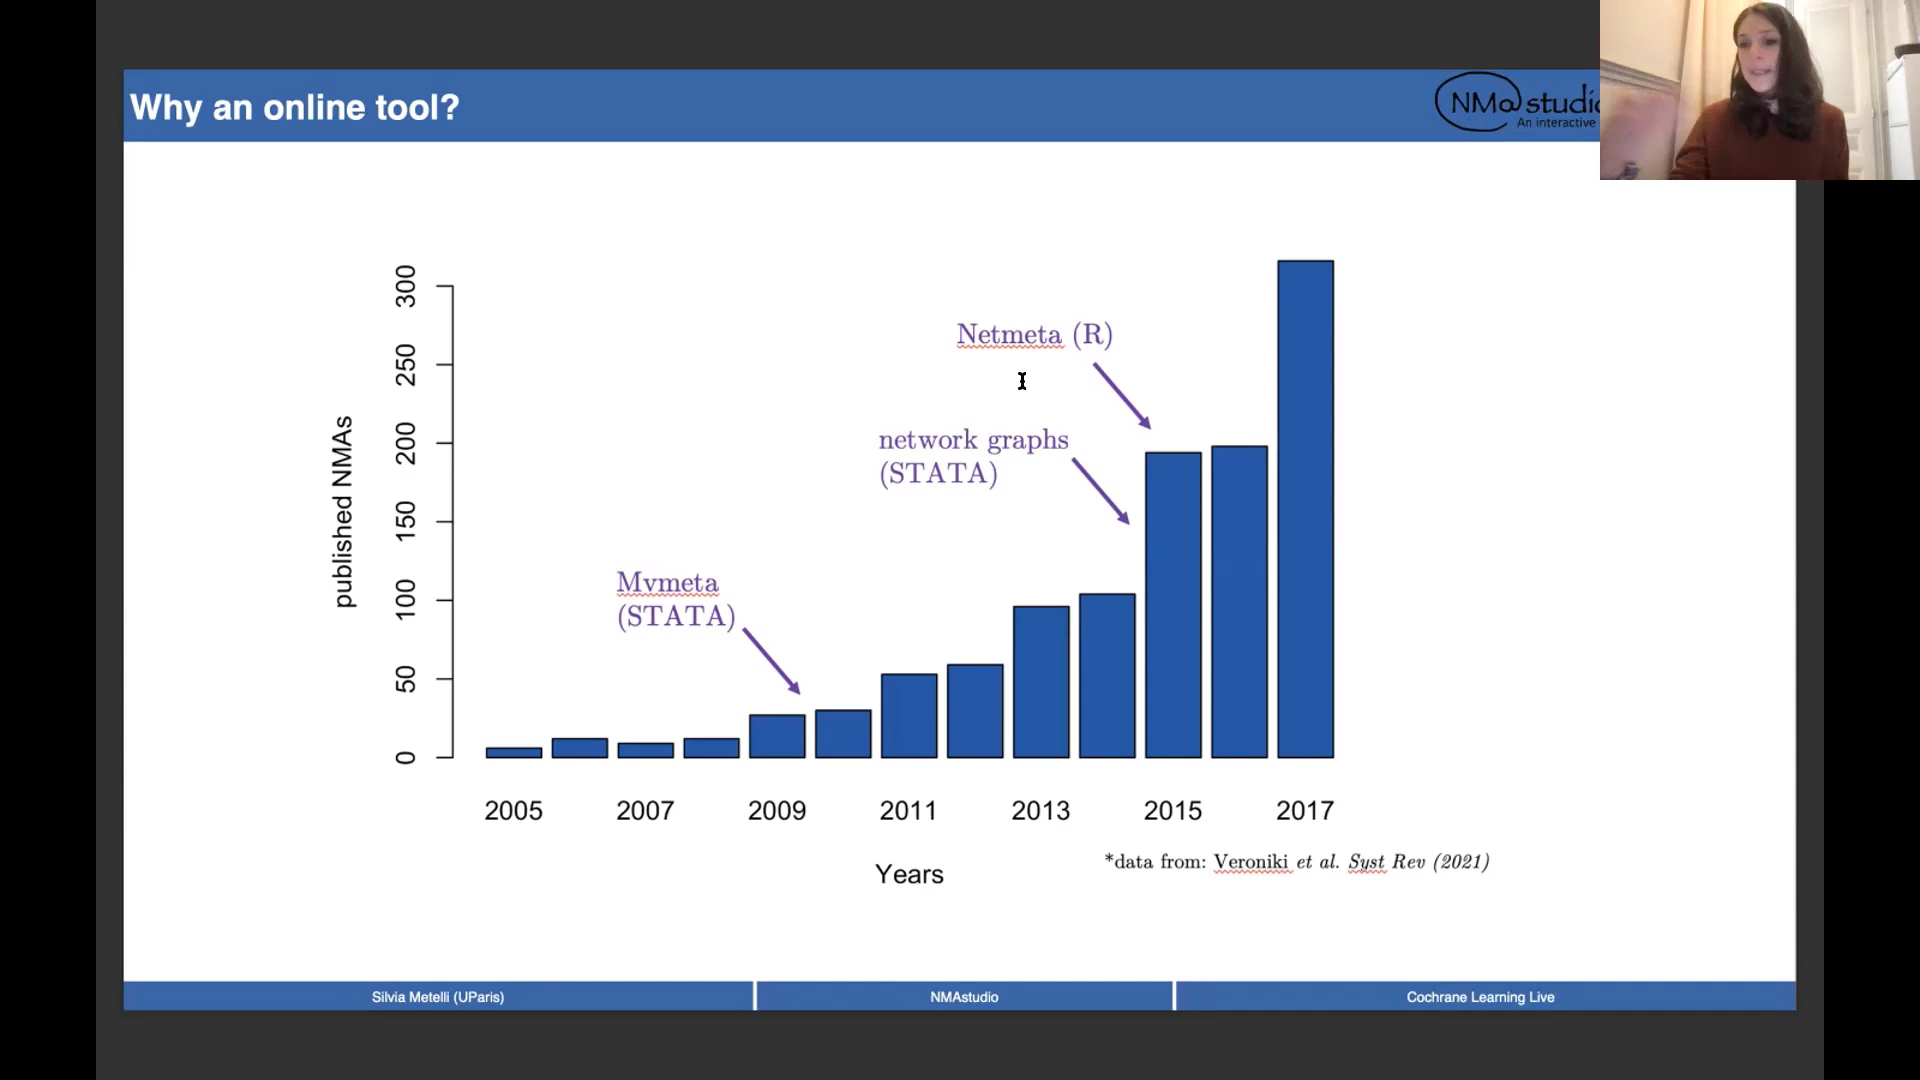 Why an online tool?
NM@studio
An interactive
300
250
200
150
100
50
0
published NMAs
Netmeta (R)
network graphs
(STATA)
Mvmeta
(STATA)
2005 2007 2009 2011 2013 2015 2017
Years
*data from: Veroniki et al. Syst Rev (2021)
Silvia Metelli (UParis) NMAstudio Cochrane Learning Live